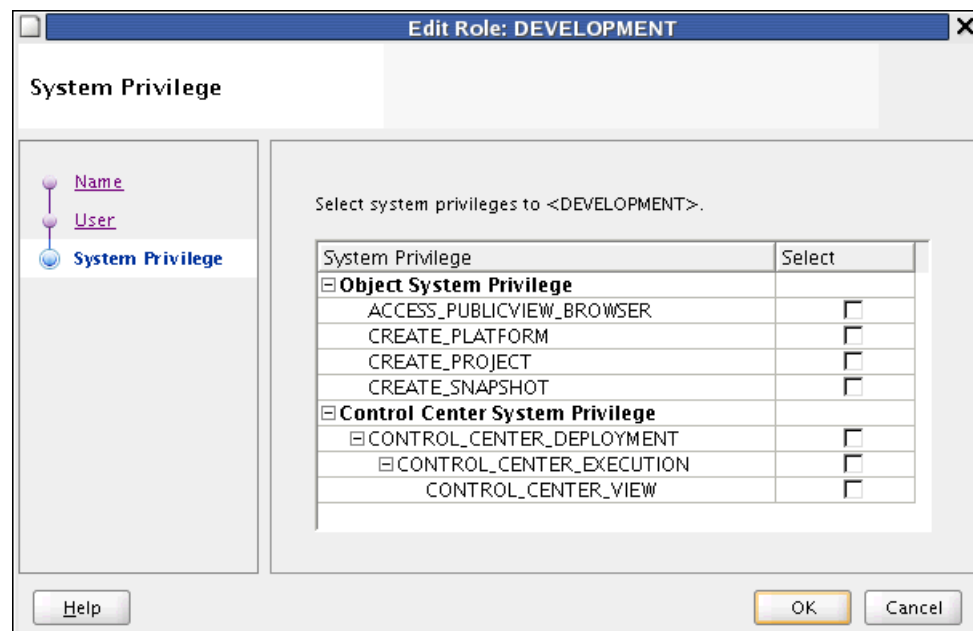 Edit Role: DEVELOPMENT
System Privilege
Name
User
System Privilege
Select system privileges to <DEVELOPMENT>.
System Privilege Select
Object System Privilege
ACCESS_PUBLICVIEW_BROWSER
CREATE_PLATFORM
CREATE_PROJECT
CREATE_SNAPSHOT
Control Center System Privilege
CONTROL_CENTER_DEPLOYMENT
CONTROL_CENTER_EXECUTION
CONTROL_CENTER_VIEW
Help OK Cancel